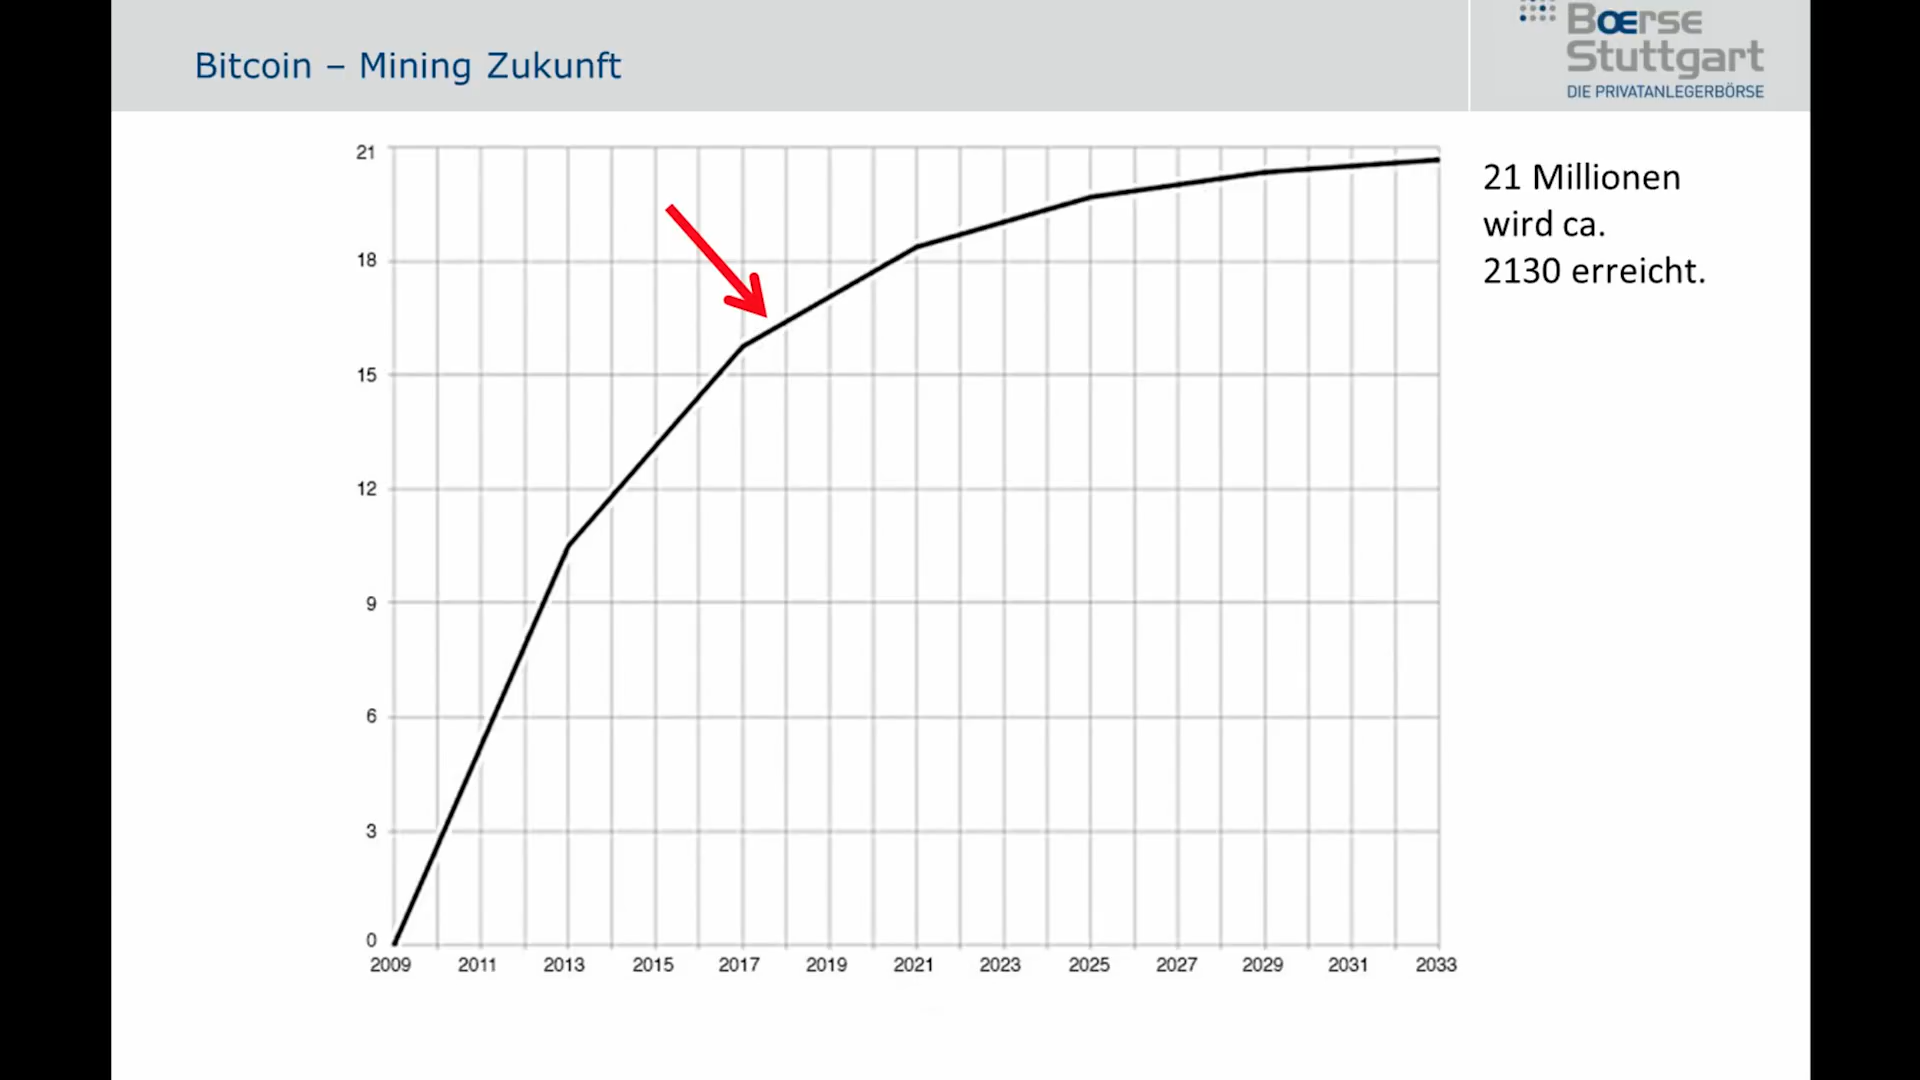 Bitcoin – Mining Zukunft
BŒRSE
Stuttgart
DIE PRIVATANLEGERBÖRSE
21 Millionen
wird ca.
2130 erreicht.
21
18
15
12
9
6
3
0
2009 2011 2013 2015 2017 2019 2021 2023 2025 2027 2029 2031 2033